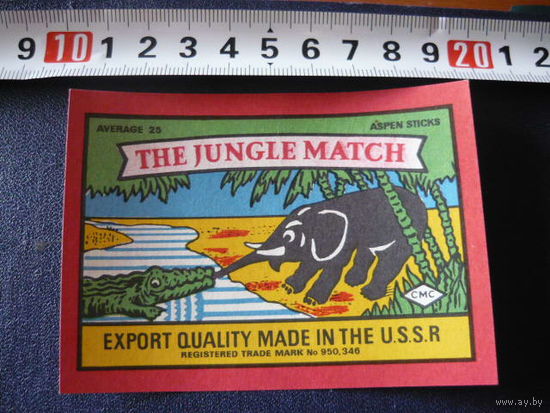 9 10 1 2 3 4 5 6 7 8 9 20 1 2
AVERAGE 25
ASPEN STICKS
THE JUNGLE MATCH
CMC
EXPORT QUALITY MADE IN THE U.S.S.R
REGISTERED TRADE MARK No 950,346
www.ay.by